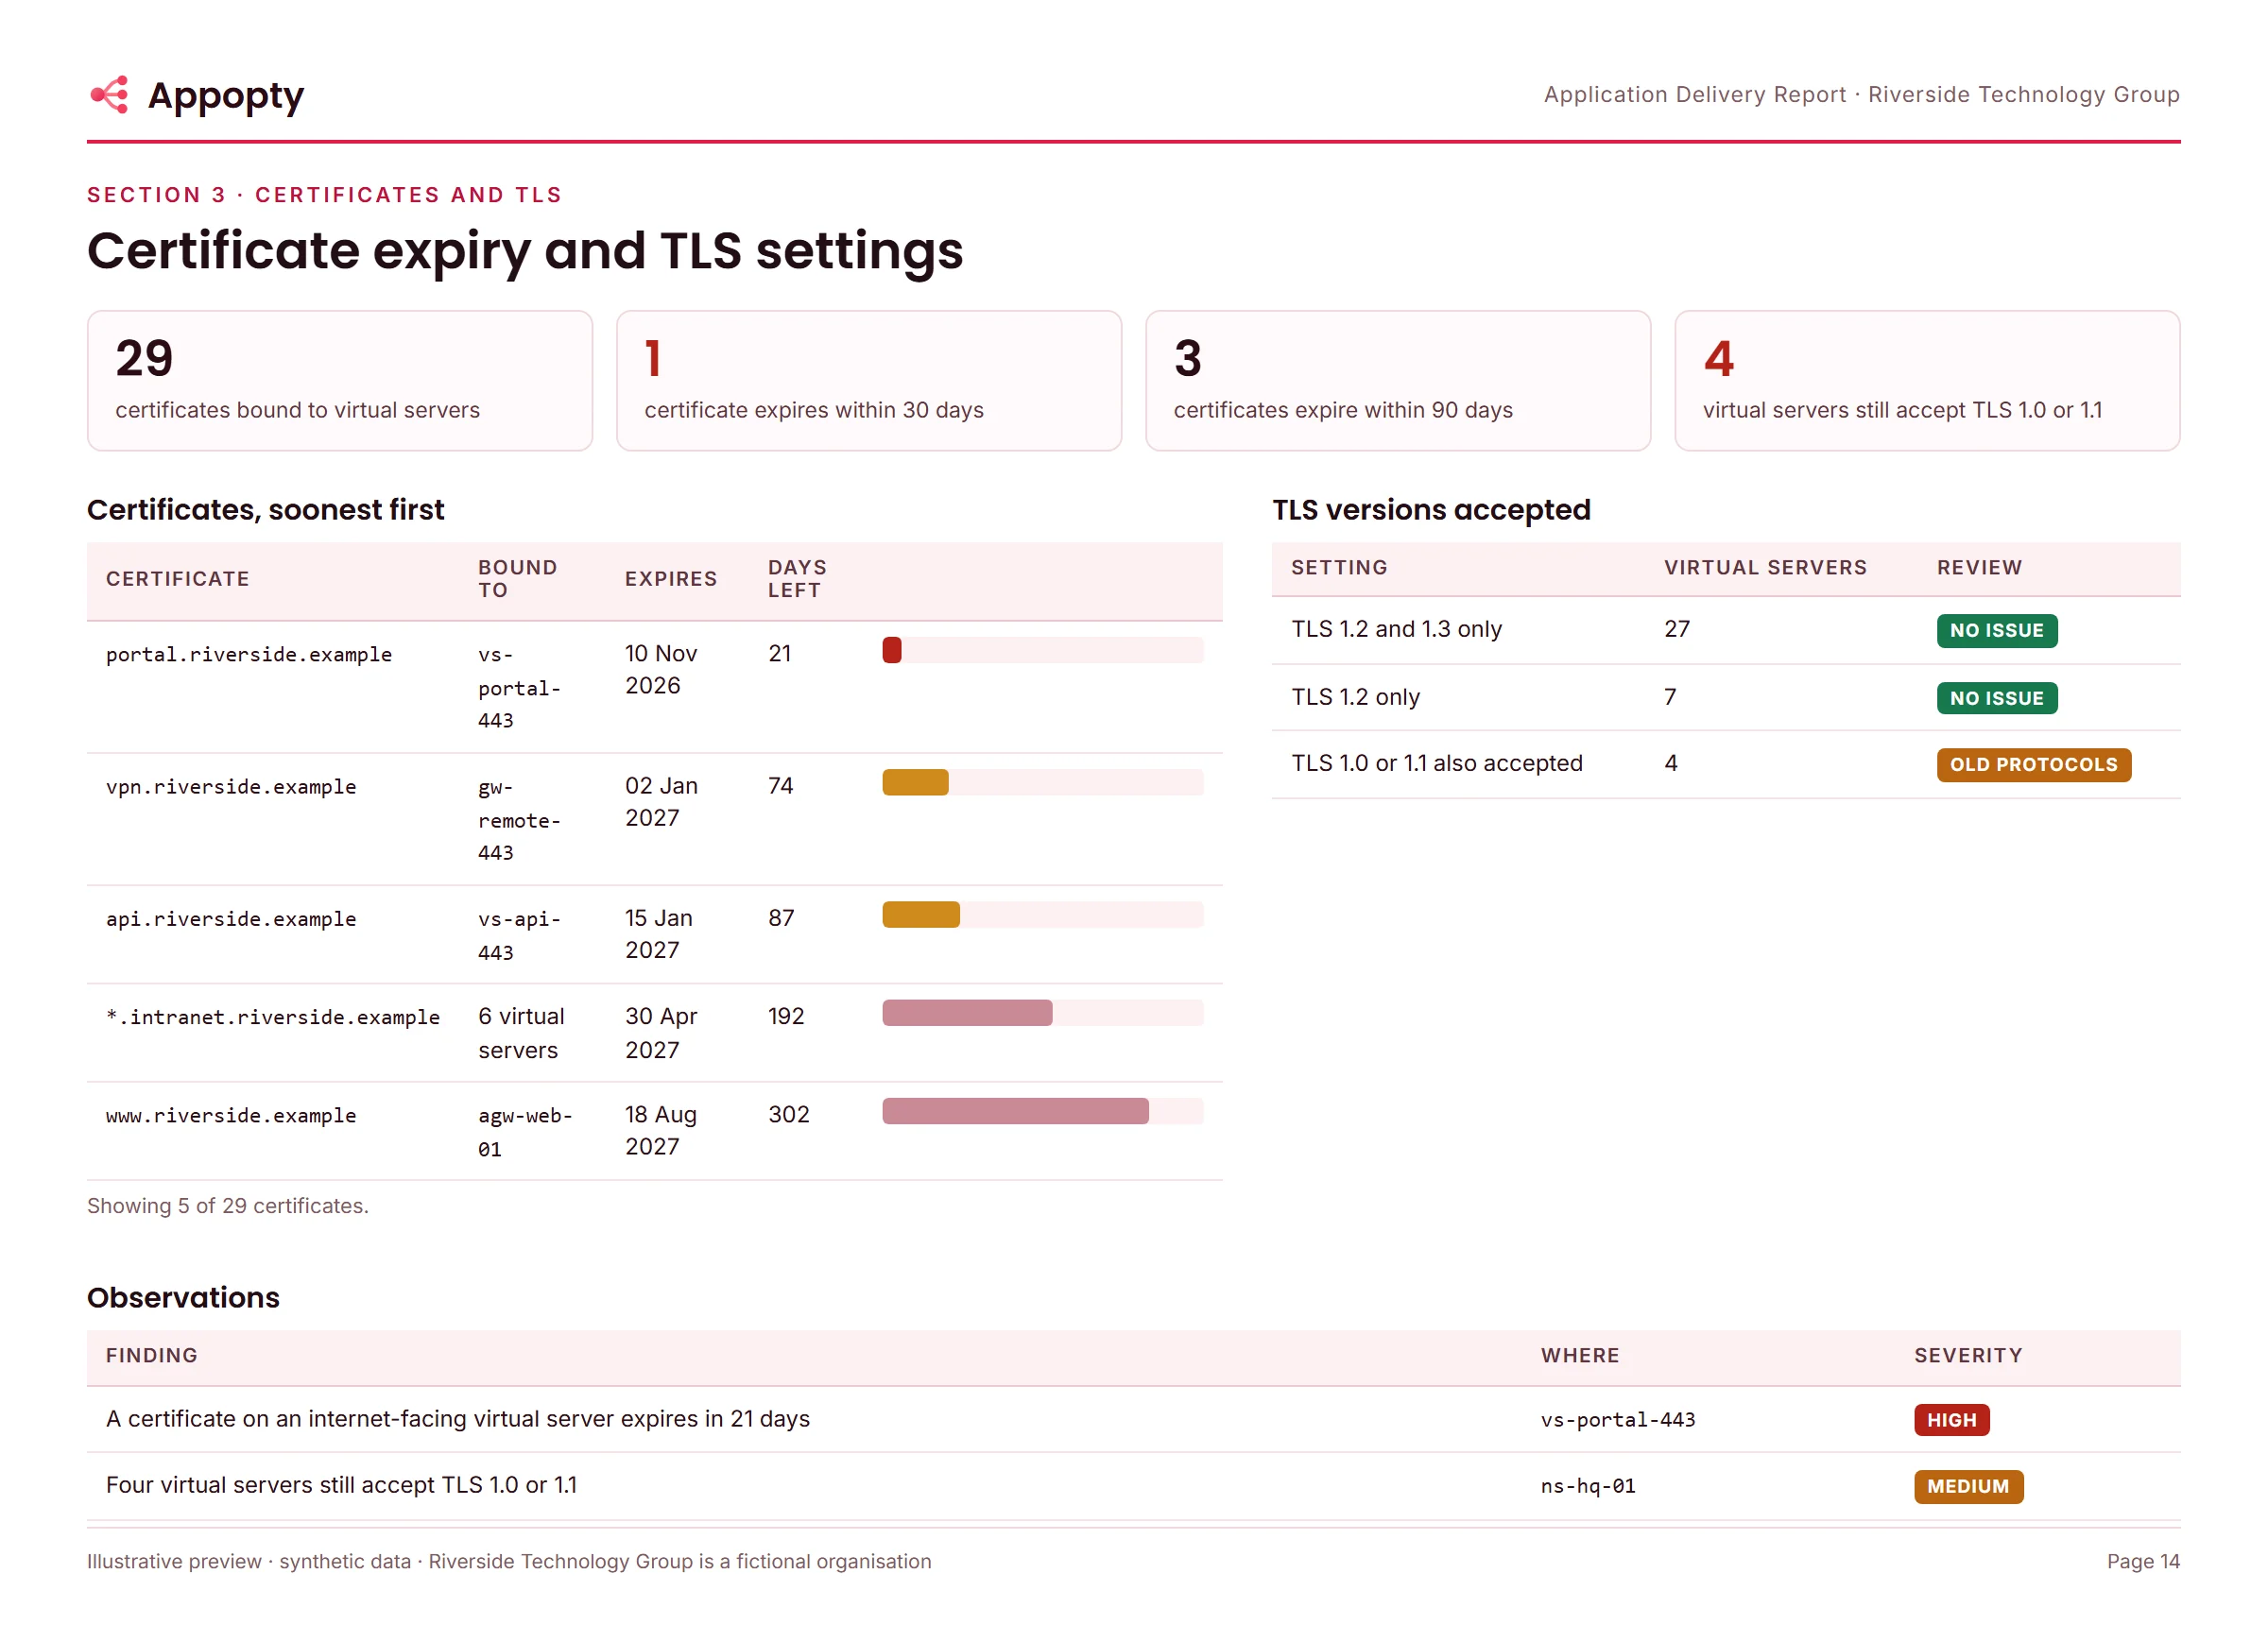 Appopty
Application Delivery Report · Riverside Technology Group
SECTION 3 · CERTIFICATES AND TLS
Certificate expiry and TLS settings
29
certificates bound to virtual servers
1
certificate expires within 30 days
3
certificates expire within 90 days
4
virtual servers still accept TLS 1.0 or 1.1
Certificates, soonest first
CERTIFICATE
BOUND
TO
EXPIRES
DAYS
LEFT
portal.riverside.example
vs-
portal-
443
10 Nov
2026
21
vpn.riverside.example
gw-
remote-
443
02 Jan
2027
74
api.riverside.example
vs-api-
443
15 Jan
2027
87
*.intranet.riverside.example
6 virtual
servers
30 Apr
2027
192
www.riverside.example
agw-web-
01
18 Aug
2027
302
Showing 5 of 29 certificates.
TLS versions accepted
SETTING VIRTUAL SERVERS REVIEW
TLS 1.2 and 1.3 only 27 NO ISSUE
TLS 1.2 only 7 NO ISSUE
TLS 1.0 or 1.1 also accepted 4 OLD PROTOCOLS
Observations
FINDING WHERE SEVERITY
A certificate on an internet-facing virtual server expires in 21 days vs-portal-443 HIGH
Four virtual servers still accept TLS 1.0 or 1.1 ns-hq-01 MEDIUM
Illustrative preview · synthetic data · Riverside Technology Group is a fictional organisation
Page 14